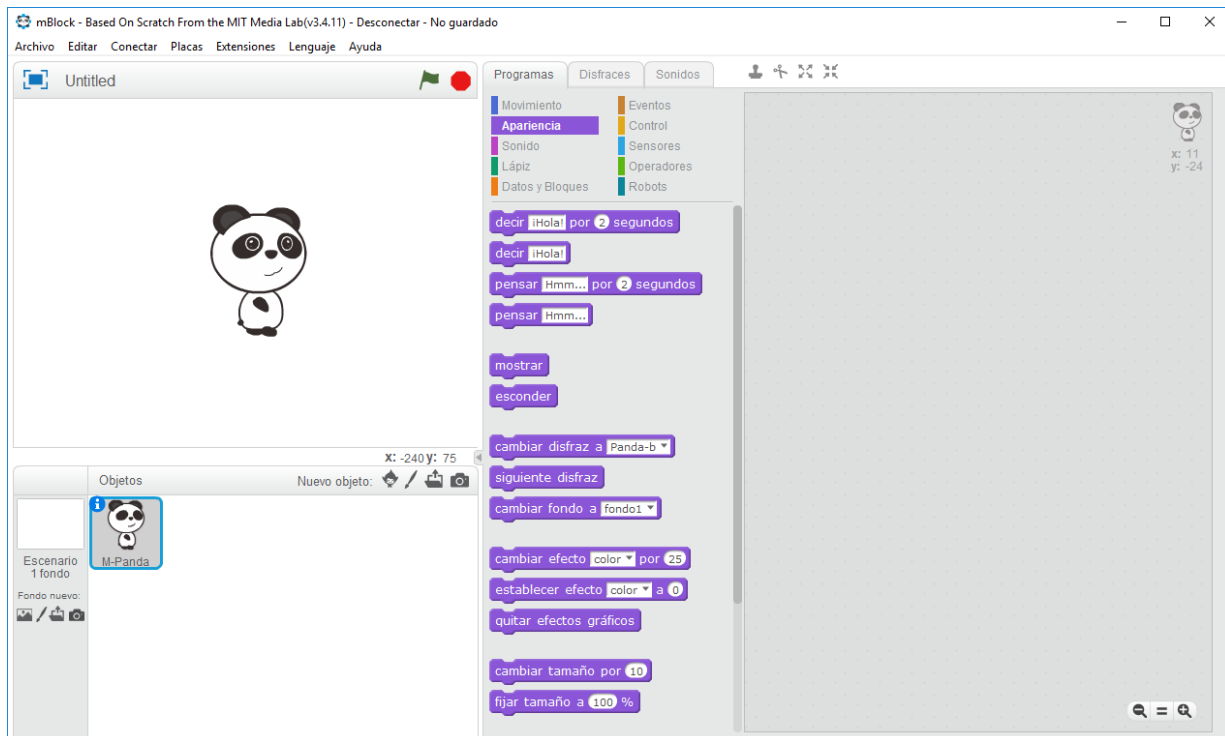 mBlock - Based On Scratch From the MIT Media Lab(v3.4.11) - Desconectar - No guardado
Archivo Editar Conectar Placas Extensiones Lenguaje Ayuda
Untitled
x: -240 y: 75
Objetos
Nuevo objeto:
Escenario
1 fondo
Fondo nuevo:
M-Panda
Programas Disfraces Sonidos
Movimiento Eventos
Apariencia Control
Sonido Sensores
Lápiz Operadores
Datos y Bloques Robots
decir ¡Hola! por 2 segundos
decir ¡Hola!
pensar Hmm... por 2 segundos
pensar Hmm...
mostrar
esconder
cambiar disfraz a Panda-b
siguiente disfraz
cambiar fondo a fondo1
cambiar efecto color por 25
establecer efecto color a 0
quitar efectos gráficos
cambiar tamaño por 10
fijar tamaño a 100 %
x: 11
y: -24